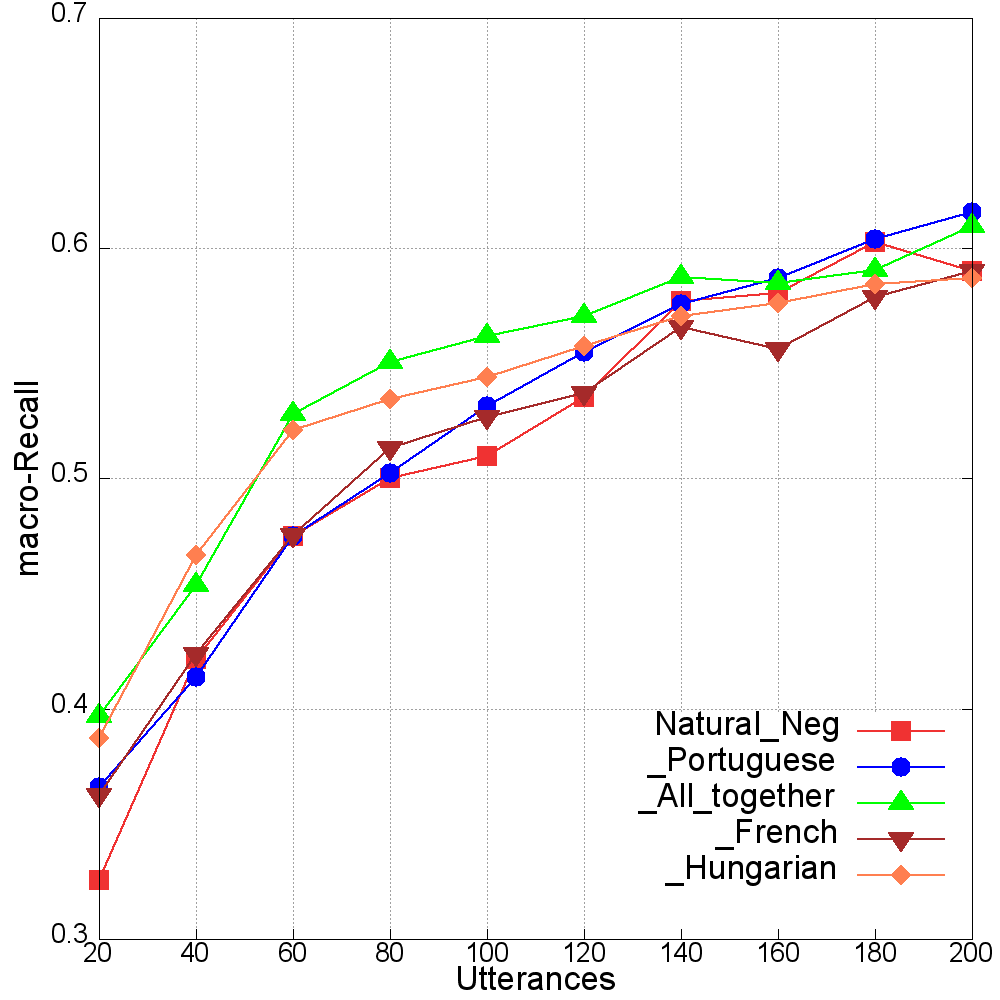 0.7
0.6
0.5
0.4
0.3
macro-Recall
Natural_Neg
_Portuguese
_All_together
_French
_Hungarian
20 40 60 80 100 120 140 160 180 200
Utterances